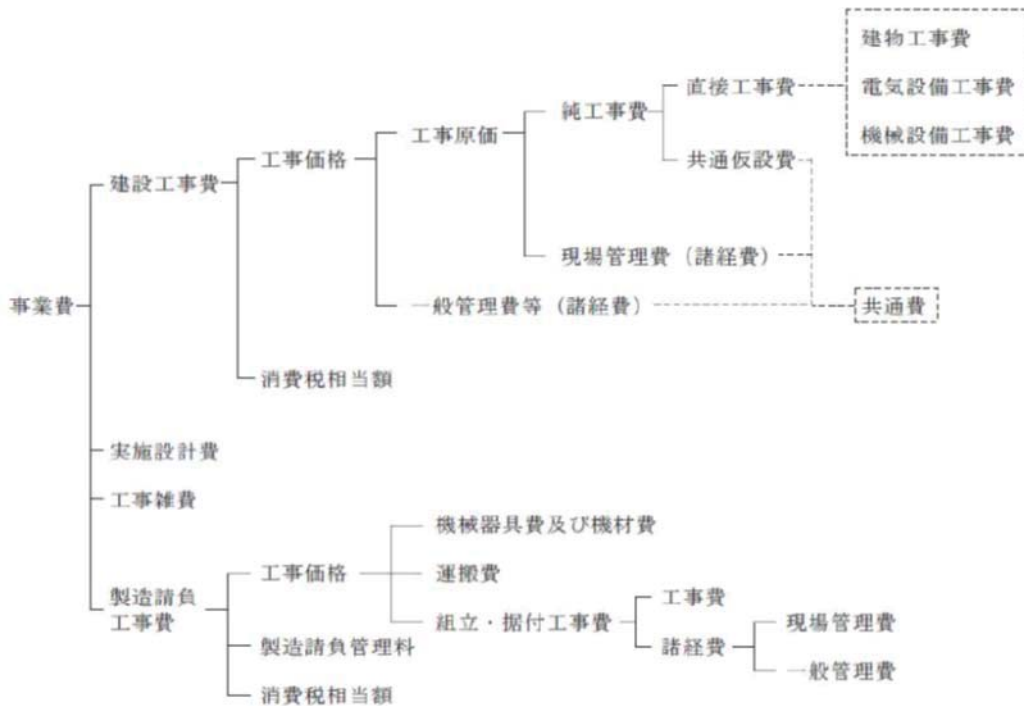 事業費
建設工事費
工事価格
工事原価
純工事費
直接工事費
建物工事費
電気設備工事費
機械設備工事費
共通仮設費
現場管理費（諸経費）
一般管理費等（諸経費）
共通費
消費税相当額
実施設計費
工事雑費
製造請負
工事費
工事価格
機械器具費及び機材費
運搬費
組立・据付工事費
工事費
諸経費
現場管理費
一般管理費
製造請負管理料
消費税相当額